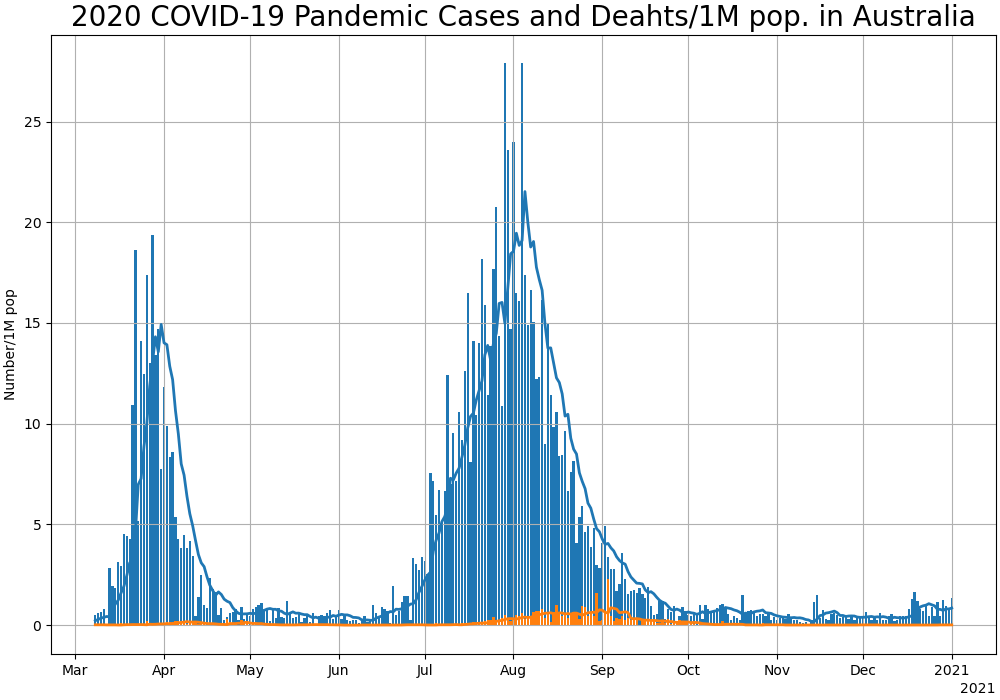 2020 COVID-19 Pandemic Cases and Deahts/1M pop. in Australia
Number/1M pop
25
20
15
10
5
0
Mar Apr May Jun Jul Aug Sep Oct Nov Dec 2021
2021